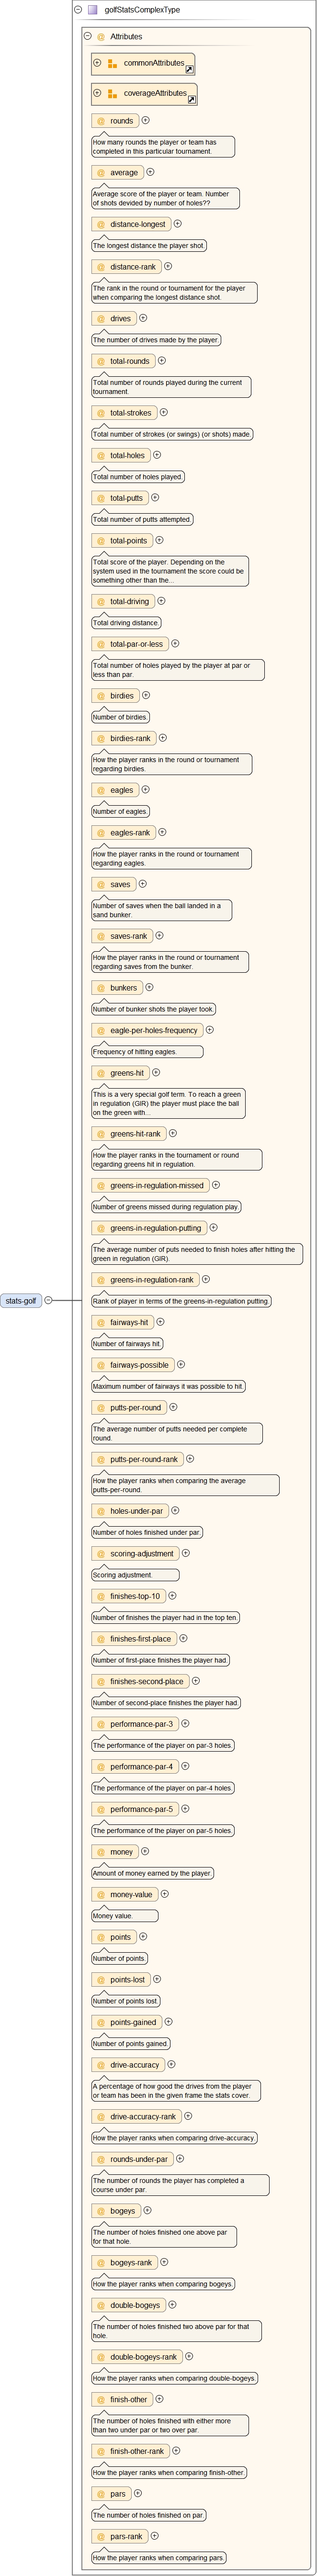 golfStatsComplexType
Attributes
commonAttributes
coverageAttributes
rounds
How many rounds the player or team has
completed in this particular tournament.
average
Average score of the player or team. Number
of shots devided by number of holes??
distance-longest
The longest distance the player shot.
distance-rank
The rank in the round or tournament for the player
when comparing the longest distance shot.
drives
The number of drives made by the player.
total-rounds
Total number of rounds played during the current
tournament.
total-strokes
Total number of strokes (or swings) (or shots) made.
total-holes
Total number of holes played.
total-putts
Total number of putts attempted.
total-points
Total score of the player. Depending on the
system used in the tournament the score could be
something other than the...
total-driving
Total driving distance.
total-par-or-less
Total number of holes played by the player at par or
less than par.
birdies
Number of birdies.
birdies-rank
How the player ranks in the round or tournament
regarding birdies.
eagles
Number of eagles.
eagles-rank
How the player ranks in the round or tournament
regarding eagles.
saves
Number of saves when the ball landed in a
sand bunker.
saves-rank
How the player ranks in the round or tournament
regarding saves from the bunker.
bunkers
Number of bunker shots the player took.
eagle-per-holes-frequency
Frequency of hitting eagles.
greens-hit
This is a very special golf term. To reach a green
in regulation (GIR) the player must place the ball
on the green with...
greens-hit-rank
How the player ranks in the tournament or round
regarding greens hit in regulation.
greens-in-regulation-missed
Number of greens missed during regulation play.
greens-in-regulation-putting
The average number of puts needed to finish holes after hitting the
green in regulation (GIR).
greens-in-regulation-rank
Rank of player in terms of the greens-in-regulation putting.
stats-golf
fairways-hit
Number of fairways hit.
fairways-possible
Maximum number of fairways it was possible to hit.
putts-per-round
The average number of putts needed per complete
round.
putts-per-round-rank
How the player ranks when comparing the average
putts-per-round.
holes-under-par
Number of holes finished under par.
scoring-adjustment
Scoring adjustment.
finishes-top-10
Number of finishes the player had in the top ten.
finishes-first-place
Number of first-place finishes the player had.
finishes-second-place
Number of second-place finishes the player had.
performance-par-3
The performance of the player on par-3 holes.
performance-par-4
The performance of the player on par-4 holes.
performance-par-5
The performance of the player on par-5 holes.
money
Amount of money earned by the player.
money-value
Money value.
points
Number of points.
points-lost
Number of points lost.
points-gained
Number of points gained.
drive-accuracy
A percentage of how good the drives from the player
or team has been in the given frame the stats cover.
drive-accuracy-rank
How the player ranks when comparing drive-accuracy.
rounds-under-par
The number of rounds the player has completed a
course under par.
bogeys
The number of holes finished one above par
for that hole.
bogeys-rank
How the player ranks when comparing bogeys.
double-bogeys
The number of holes finished two above par for that
hole.
double-bogeys-rank
How the player ranks when comparing double-bogeys.
finish-other
The number of holes finished with either more
than two under par or two over par.
finish-other-rank
How the player ranks when comparing finish-other.
pars
The number of holes finished on par.
pars-rank
How the player ranks when comparing pars.